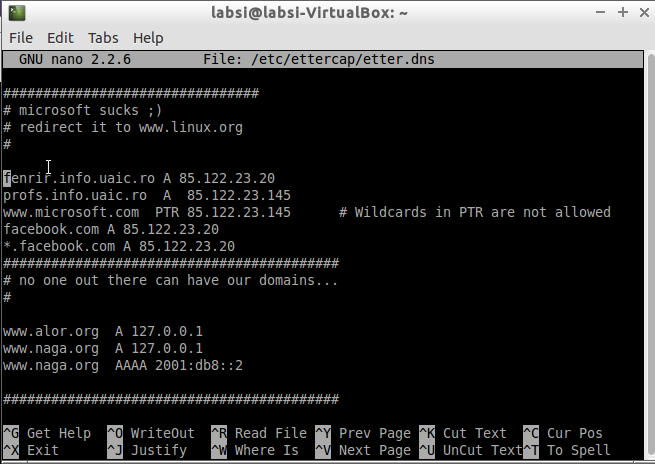 labsi@labsi-VirtualBox: ~
File Edit Tabs Help
GNU nano 2.2.6 File: /etc/ettercap/etter.dns
################################
# microsoft sucks ;)
# redirect it to www.linux.org
#
fenrir.info.uaic.ro A 85.122.23.20
profs.info.uaic.ro A 85.122.23.145
www.microsoft.com PTR 85.122.23.145 # Wildcards in PTR are not allowed
facebook.com A 85.122.23.20
*.facebook.com A 85.122.23.20
##########################################
# no one out there can have our domains...
#
www.alor.org A 127.0.0.1
www.naga.org A 127.0.0.1
www.naga.org AAAA 2001:db8::2
##########################################
^G Get Help ^O WriteOut ^R Read File ^Y Prev Page ^K Cut Text ^C Cur Pos
^X Exit ^J Justify ^W Where Is ^V Next Page ^U UnCut Text ^T To Spell